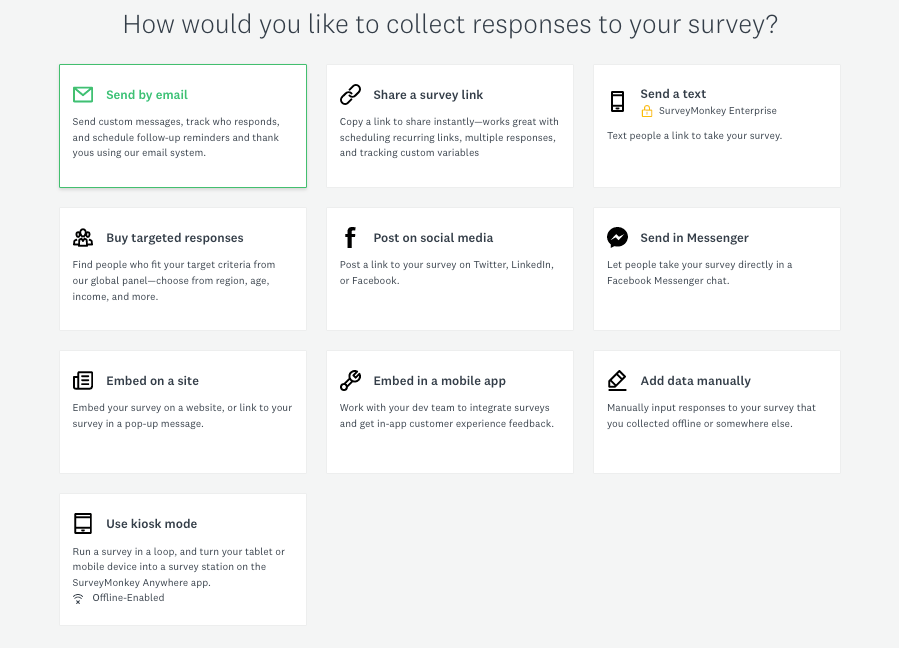 How would you like to collect responses to your survey?
Send by email
Send custom messages, track who responds,
and schedule follow-up reminders and thank
yous using our email system.
Share a survey link
Copy a link to share instantly—works great with
scheduling recurring links, multiple responses,
and tracking custom variables
Send a text
SurveyMonkey Enterprise
Text people a link to take your survey.
Buy targeted responses
Find people who fit your target criteria from
our global panel—choose from region, age,
income, and more.
Post on social media
Post a link to your survey on Twitter, LinkedIn,
or Facebook.
Send in Messenger
Let people take your survey directly in a
Facebook Messenger chat.
Embed on a site
Embed your survey on a website, or link to your
survey in a pop-up message.
Embed in a mobile app
Work with your dev team to integrate surveys
and get in-app customer experience feedback.
Add data manually
Manually input responses to your survey that
you collected offline or somewhere else.
Use kiosk mode
Run a survey in a loop, and turn your tablet or
mobile device into a survey station on the
SurveyMonkey Anywhere app.
Offline-Enabled